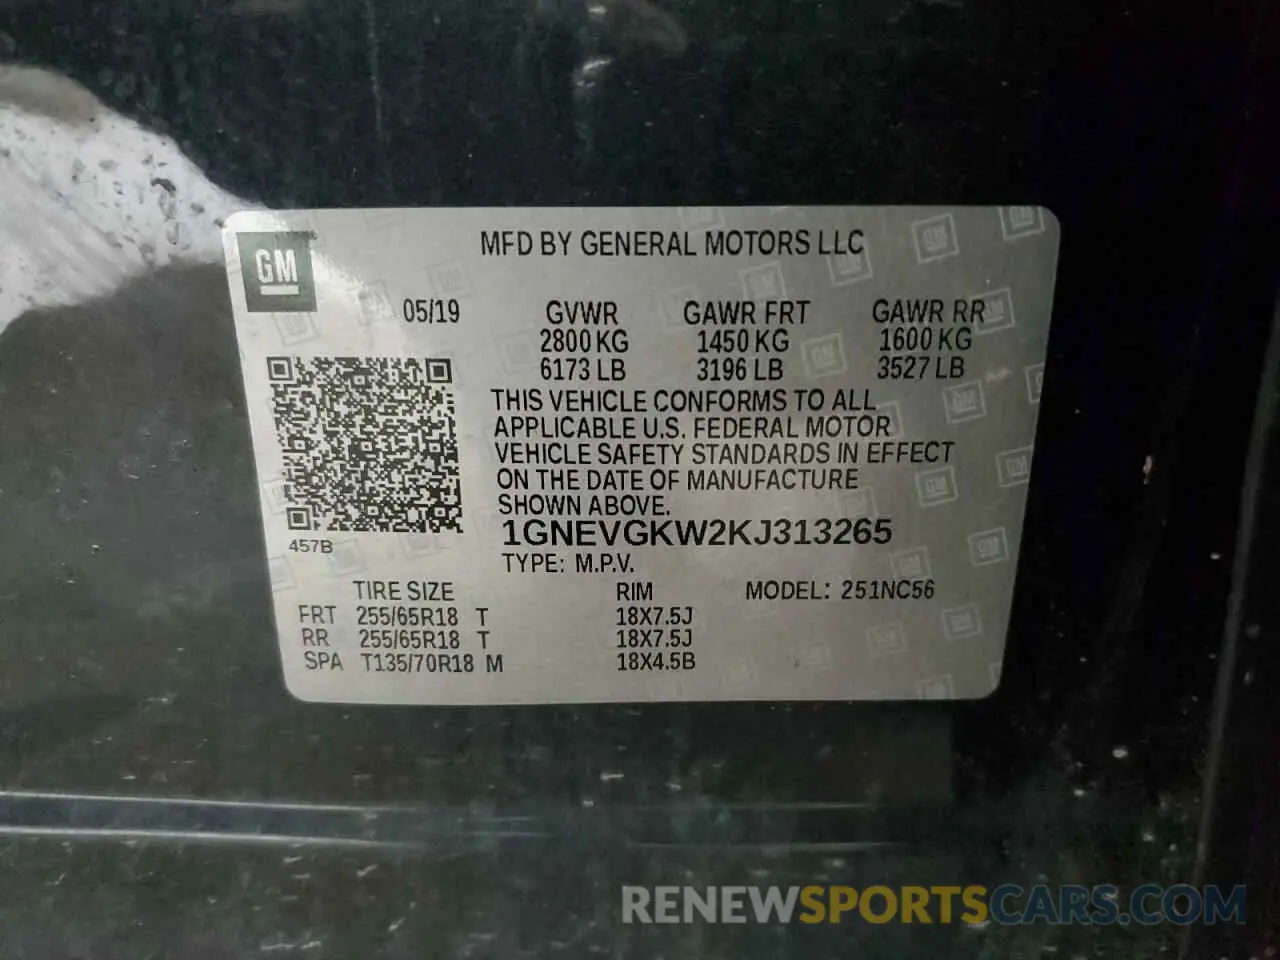 GM
MFD BY GENERAL MOTORS LLC
05/19 GVWR GAWR FRT GAWR RR
2800 KG 1450 KG 1600 KG
6173 LB 3196 LB 3527 LB
THIS VEHICLE CONFORMS TO ALL
APPLICABLE U.S. FEDERAL MOTOR
VEHICLE SAFETY STANDARDS IN EFFECT
ON THE DATE OF MANUFACTURE
SHOWN ABOVE.
1GNEVGKW2KJ313265
457B
TYPE: M.P.V.
TIRE SIZE RIM MODEL: 251NC56
FRT 255/65R18 T 18X7.5J
RR 255/65R18 T 18X7.5J
SPA T135/70R18 M 18X4.5B
RENEWSPORTSCARS.COM